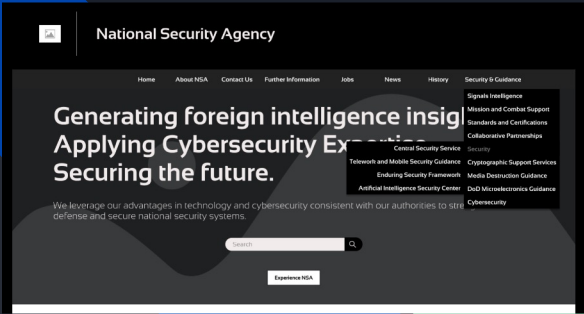 National Security Agency
Home About NSA Contact Us Further Information Jobs News History Security & Guidance
Signals Intelligence
Mission and Combat Support
Standards and Certifications
Collaborative Partnerships
Security
Cryptographic Support Services
Media Destruction Guidance
DoD Microelectronics Guidance
Cybersecurity
Central Security Service
Telework and Mobile Security Guidance
Enduring Security Framework
Artificial Intelligence Security Center
Generating foreign intelligence
Applying Cybersecurity
Securing the future.
We leverage our advantages in technology and cybersecurity consistent with our authorities to
defense and secure national security systems.
Search
Experience NSA